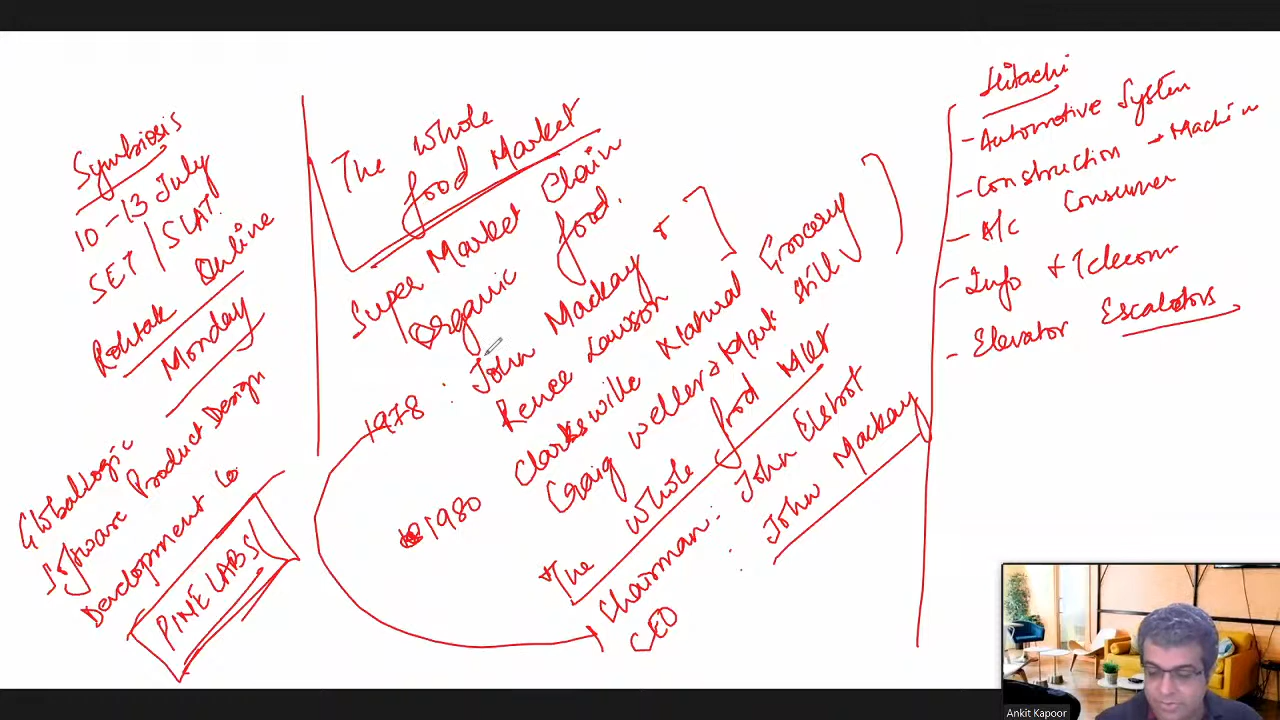 Symbiosis
10-13 July
SET / SLAT
Online
Rohtak
Monday
GlobalLogic
Software Product Design
Development Co
PINE LABS
The Whole
food Market
Super Market Chain
Organic food.
1978 : John Mackay &
Renee Lawson
Clarksville Natural Grocery
1980
Craig Weller & Mark Skill
The Whole food Mkt
Chairman : John Elsbot
CEO : John Mackay
Hitachi
- Automotive System
- Construction → Machin
- A/C Consumer
- Info & Telecom
- Elevator Escalators
Ankit Kapoor